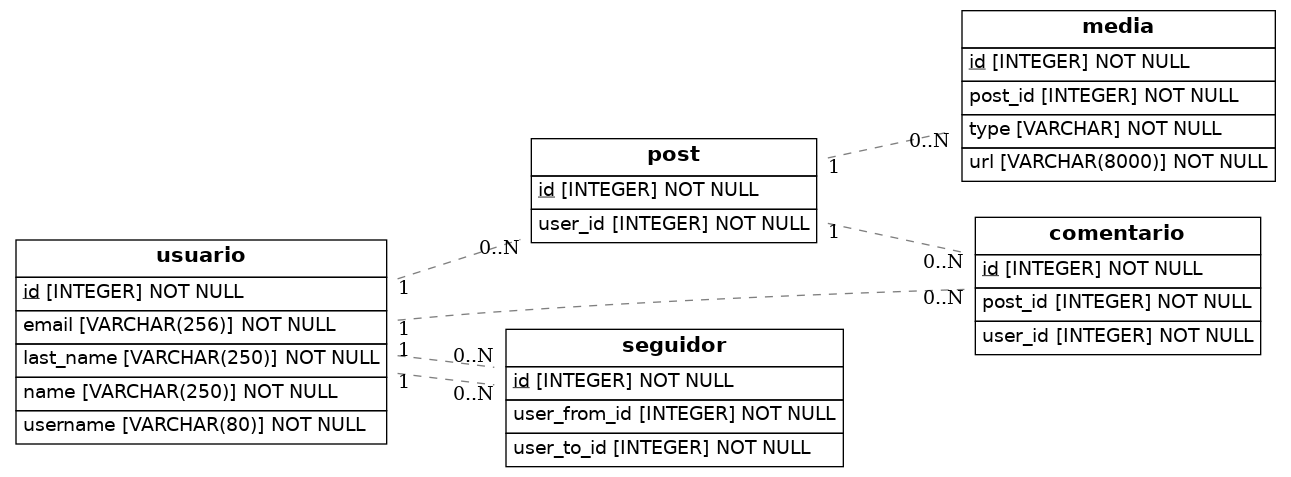 media
id [INTEGER] NOT NULL
post_id [INTEGER] NOT NULL
type [VARCHAR] NOT NULL
url [VARCHAR(8000)] NOT NULL
post
id [INTEGER] NOT NULL
user_id [INTEGER] NOT NULL
1
0..N
1
0..N
comentario
id [INTEGER] NOT NULL
post_id [INTEGER] NOT NULL
user_id [INTEGER] NOT NULL
usuario
id [INTEGER] NOT NULL
email [VARCHAR(256)] NOT NULL
last_name [VARCHAR(250)] NOT NULL
name [VARCHAR(250)] NOT NULL
username [VARCHAR(80)] NOT NULL
1
0..N
1
0..N
1
0..N
1
0..N
seguidor
id [INTEGER] NOT NULL
user_from_id [INTEGER] NOT NULL
user_to_id [INTEGER] NOT NULL